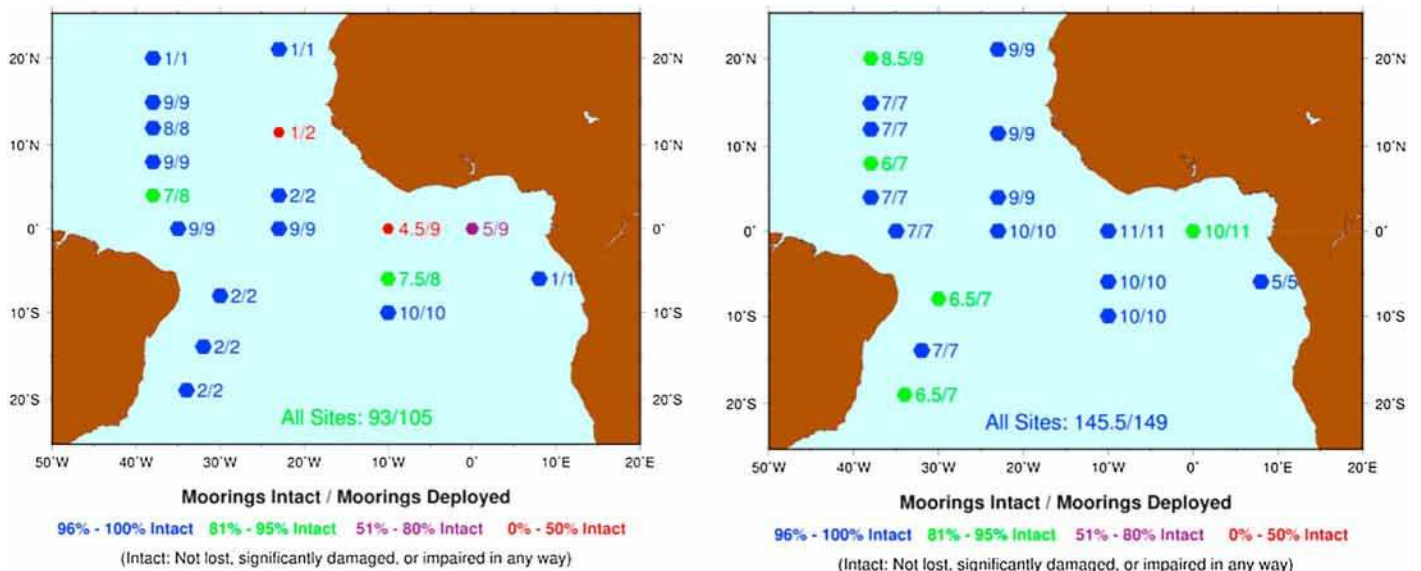 20°N
1/1
1/1
9/9
8/8
1/2
10°N
9/9
7/8
2/2
0°
9/9
9/9
4.5/9
5/9
7.5/8
1/1
2/2
10°S
10/10
2/2
2/2
20°S
All Sites: 93/105
50°W 40°W 30°W 20°W 10°W 0° 10°E 20°E
Moorings Intact / Moorings Deployed
96% - 100% Intact 81% - 95% Intact 51% - 80% Intact 0% - 50% Intact
(Intact: Not lost, significantly damaged, or impaired in any way)
20°N 20°N
8.5/9
9/9
7/7
7/7
9/9
10°N 10°N
6/7
7/7
9/9
0° 0°
7/7
10/10
11/11
10/11
10/10
5/5
6.5/7
10°S 10°S
10/10
7/7
6.5/7
20°S 20°S
All Sites: 145.5/149
50°W 40°W 30°W 20°W 10°W 0° 10°E 20°E
Moorings Intact / Moorings Deployed
96% - 100% Intact 81% - 95% Intact 51% - 80% Intact 0% - 50% Intact
(Intact: Not lost, significantly damaged, or impaired in any way)